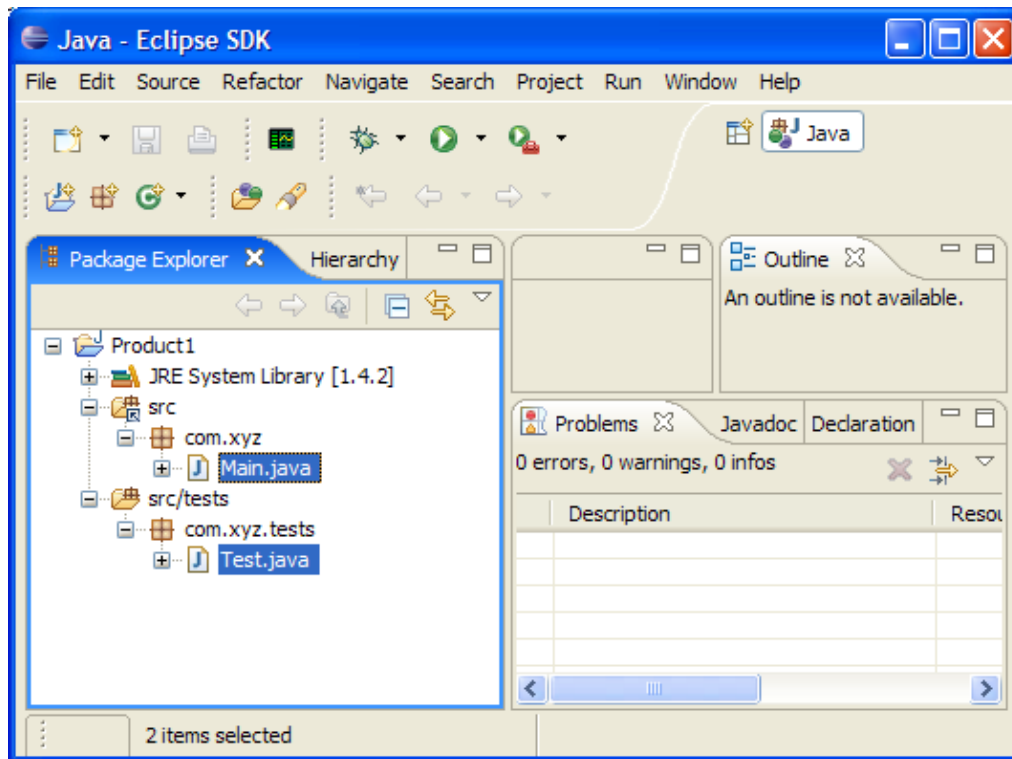 Java - Eclipse SDK
File Edit Source Refactor Navigate Search Project Run Window Help
Java
Package Explorer Hierarchy
Outline
An outline is not available.
Product1
JRE System Library [1.4.2]
src
com.xyz
Main.java
src/tests
com.xyz.tests
Test.java
Problems Javadoc Declaration
0 errors, 0 warnings, 0 infos
Description
2 items selected